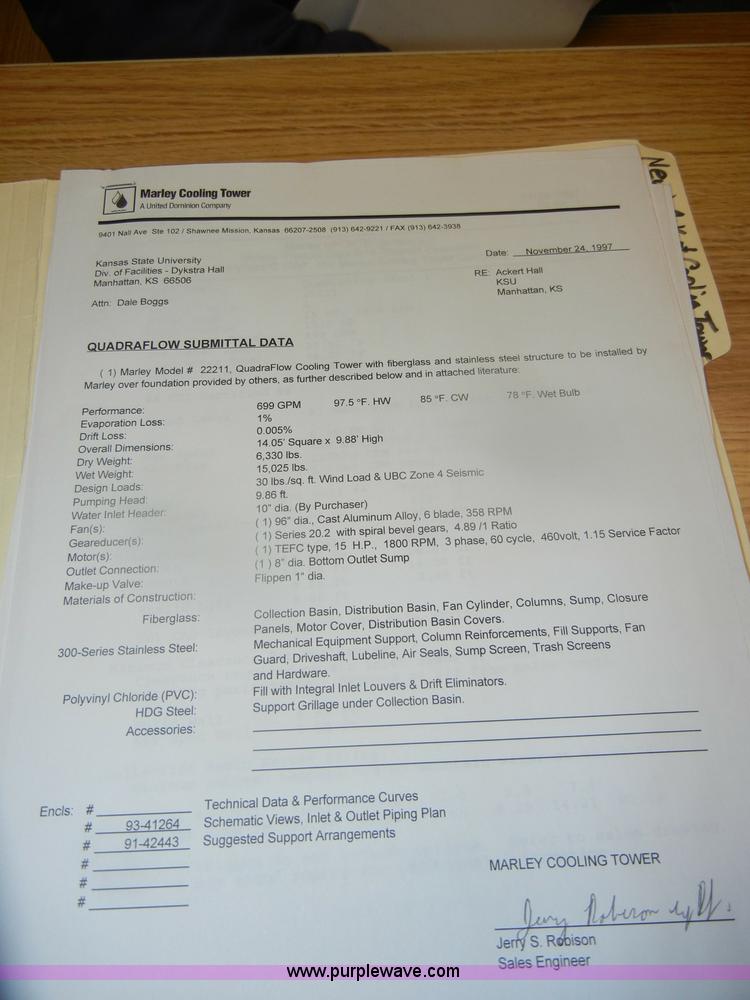 Marley Cooling Tower
A United Dominion Company
9401 Nall Ave Ste 102 / Shawnee Mission, Kansas 66207-2508 (913) 642-9221 / FAX (913) 642-3938
Date: November 24, 1997
Kansas State University
Div. of Facilities - Dykstra Hall
Manhattan, KS 66506
RE: Ackert Hall
KSU
Manhattan, KS
Attn: Dale Boggs
QUADRAFLOW SUBMITTAL DATA
( 1) Marley Model # 22211, QuadraFlow Cooling Tower with fiberglass and stainless steel structure to be installed by
Marley over foundation provided by others, as further described below and in attached literature:
Performance: 699 GPM 97.5 °F. HW 85 °F. CW 78 °F. Wet Bulb
Evaporation Loss: 1%
Drift Loss: 0.005%
Overall Dimensions: 14.05' Square x 9.88' High
Dry Weight: 6,330 lbs.
Wet Weight: 15,025 lbs.
Design Loads: 30 lbs./sq. ft. Wind Load & UBC Zone 4 Seismic
Pumping Head: 9.86 ft.
Water Inlet Header: 10" dia. (By Purchaser)
Fan(s): ( 1) 96" dia., Cast Aluminum Alloy, 6 blade, 358 RPM
Geareducer(s): ( 1) Series 20.2 with spiral bevel gears, 4.89 /1 Ratio
Motor(s): ( 1) TEFC type, 15 H.P., 1800 RPM, 3 phase, 60 cycle, 460volt, 1.15 Service Factor
Outlet Connection: (1 ) 8" dia. Bottom Outlet Sump
Make-up Valve: Flippen 1" dia.
Materials of Construction:
Fiberglass: Collection Basin, Distribution Basin, Fan Cylinder, Columns, Sump, Closure
Panels, Motor Cover, Distribution Basin Covers.
300-Series Stainless Steel: Mechanical Equipment Support, Column Reinforcements, Fill Supports, Fan
Guard, Driveshaft, Lubeline, Air Seals, Sump Screen, Trash Screens
and Hardware.
Polyvinyl Chloride (PVC): Fill with Integral Inlet Louvers & Drift Eliminators.
HDG Steel: Support Grillage under Collection Basin.
Accessories:
Encls: # Technical Data & Performance Curves
# 93-41264 Schematic Views, Inlet & Outlet Piping Plan
# 91-42443 Suggested Support Arrangements
#
#
#
MARLEY COOLING TOWER
Jerry S. Robison
Sales Engineer
www.purplewave.com